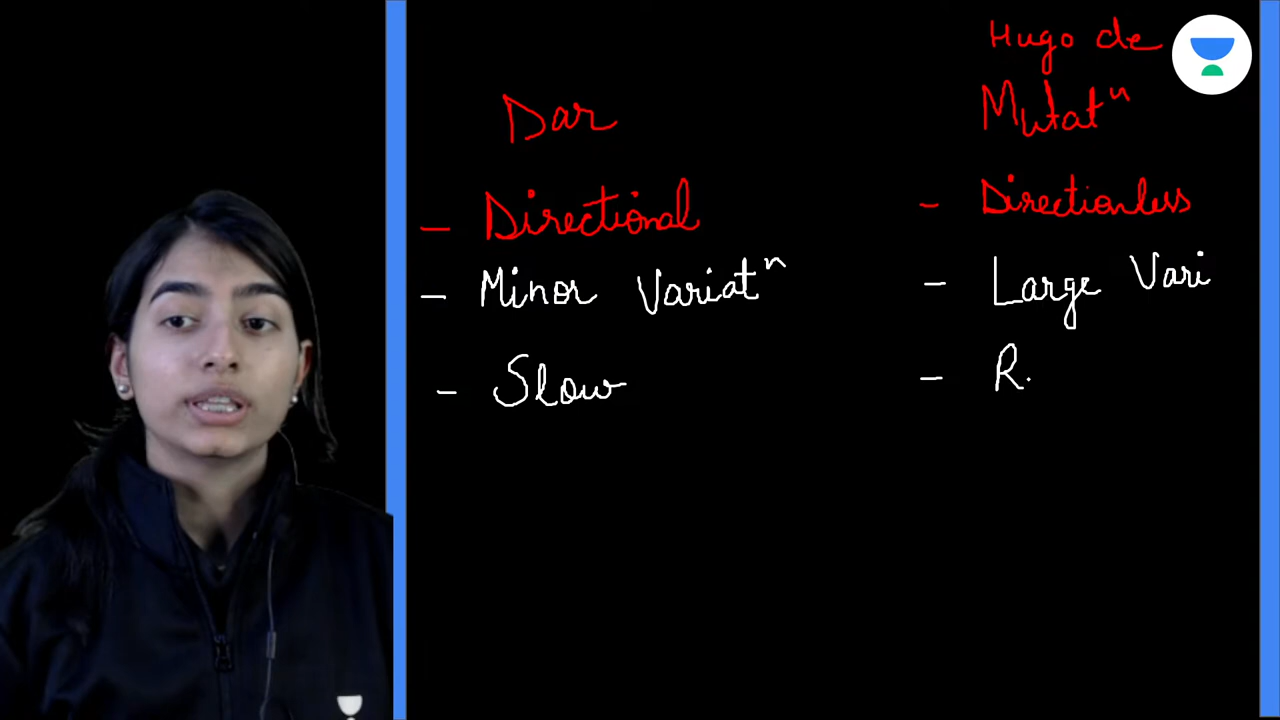 Hugo de
Dar
Mutatⁿ
- Directional
- Directionless
- Minor Variatⁿ
- Large Vari
- Slow
- R.